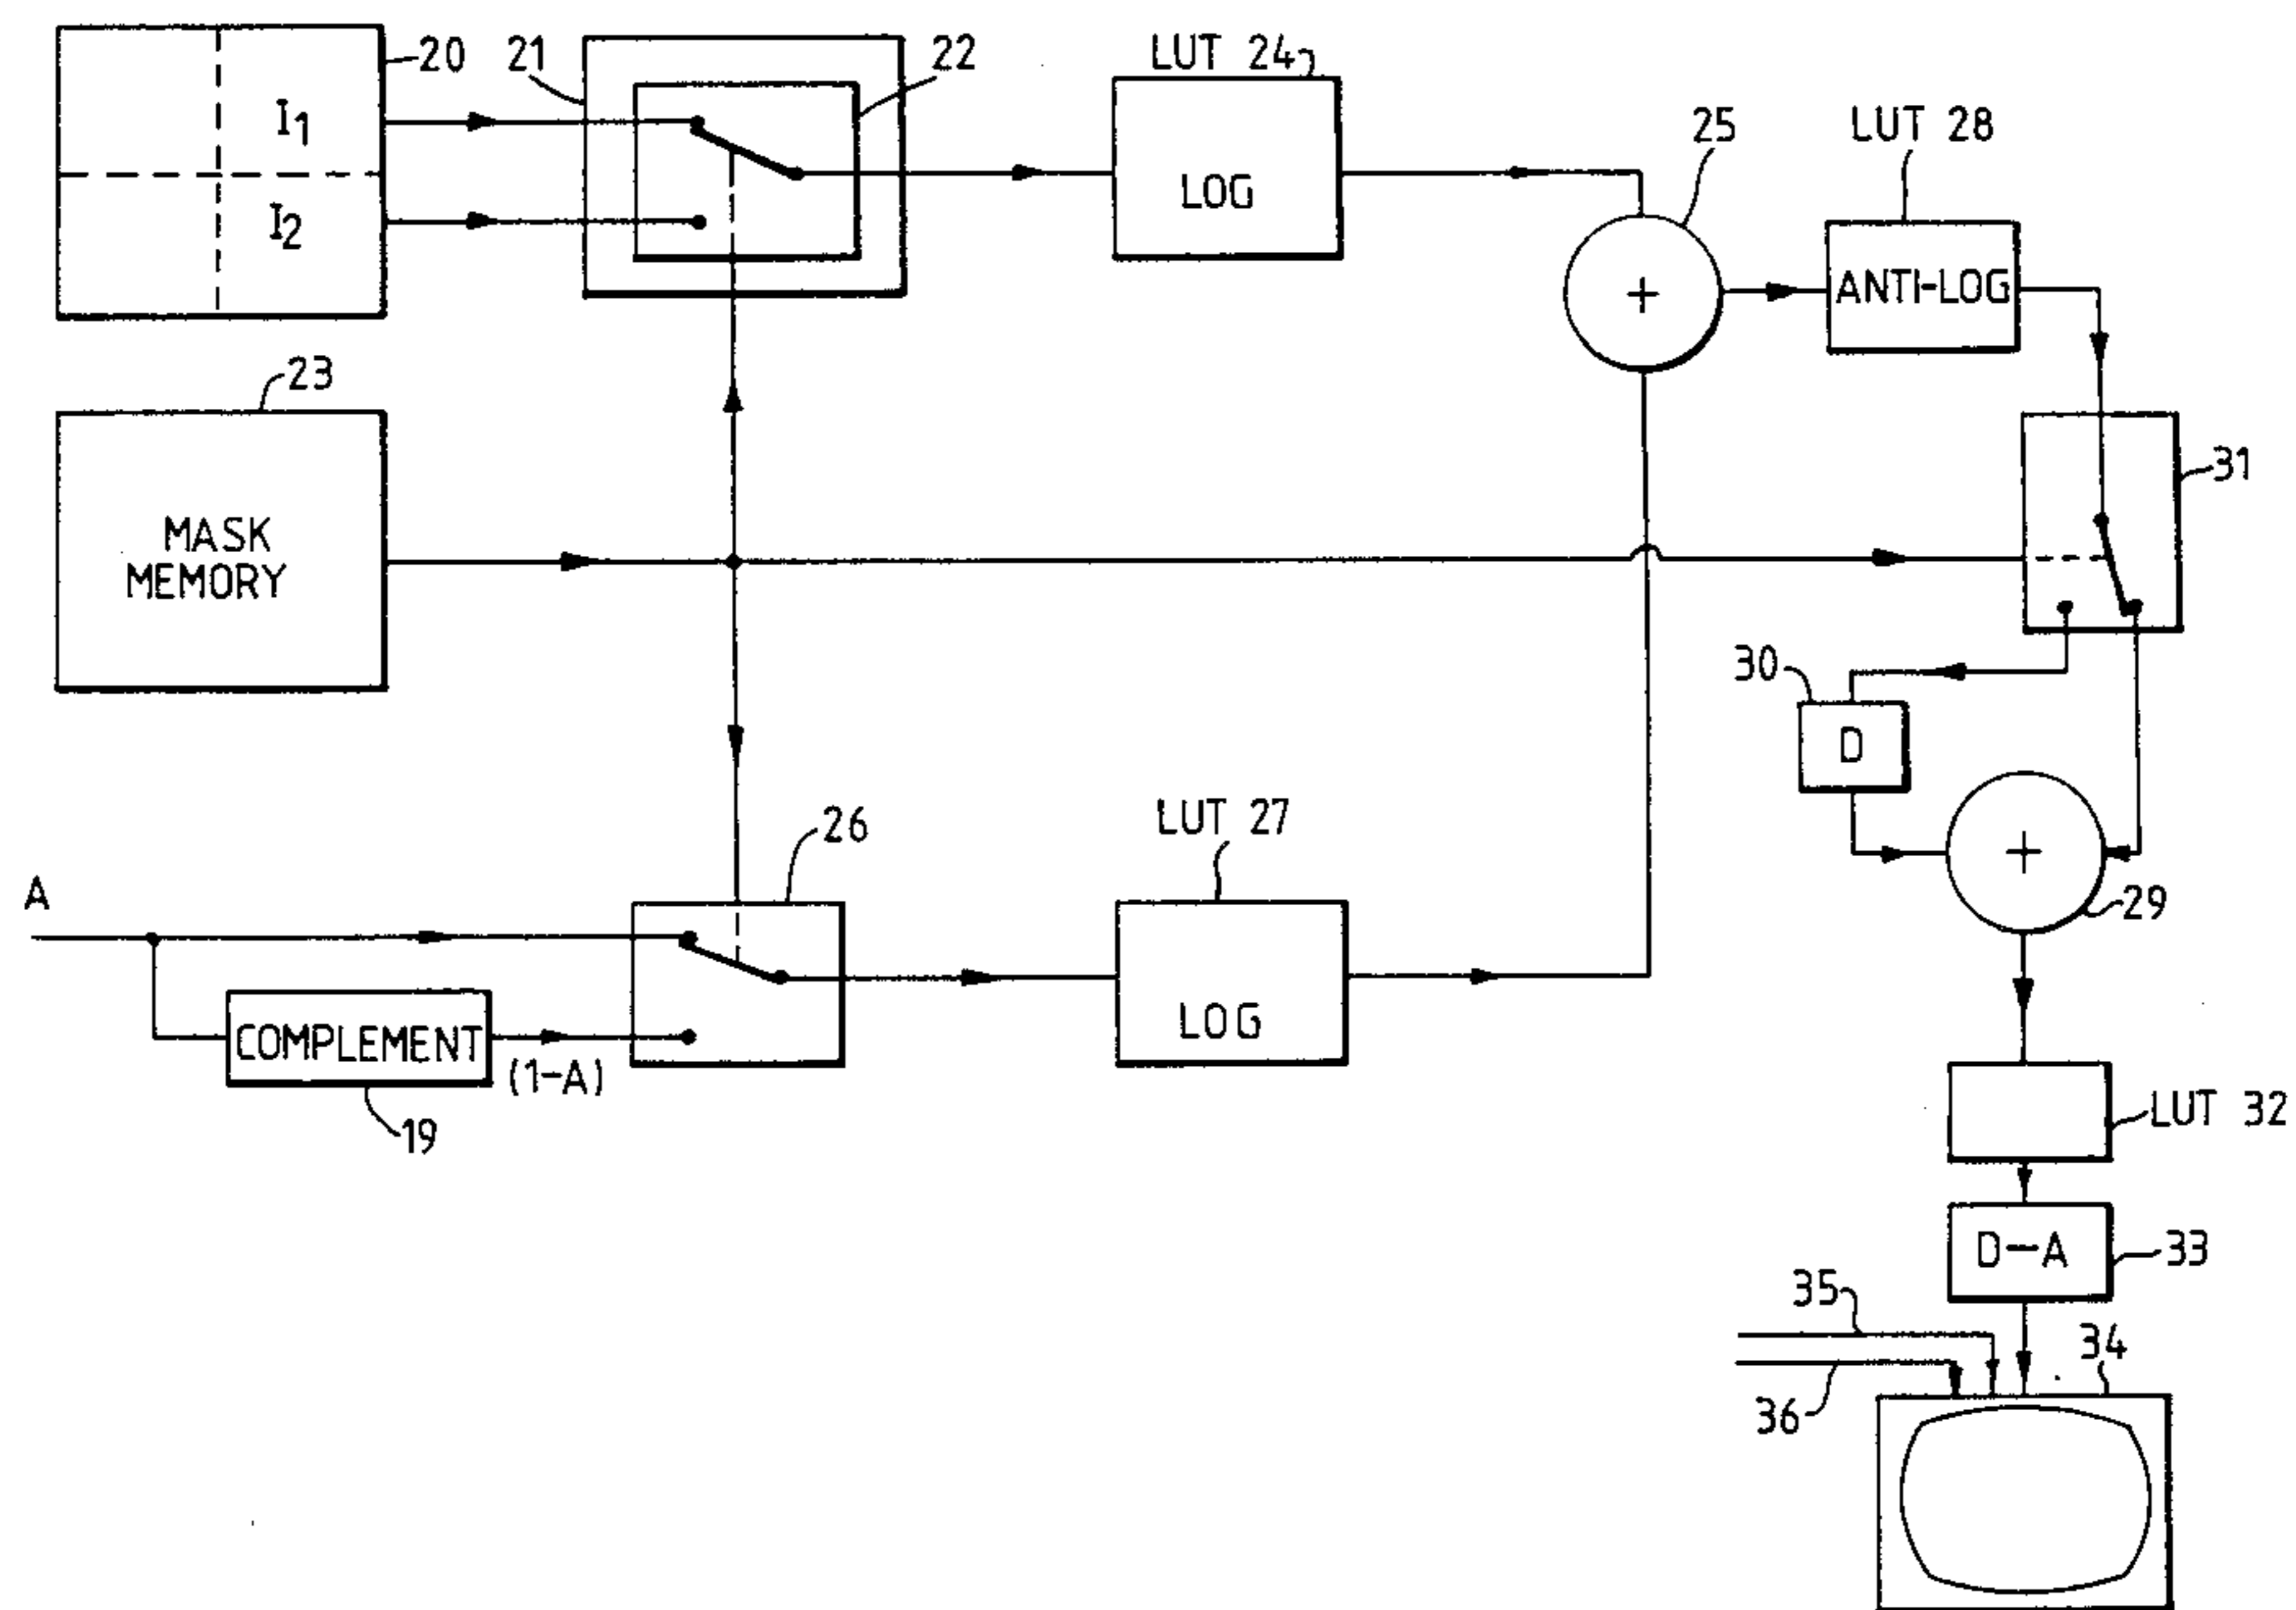 20
21
22
LUT 24
I1
I2
LOG
25
LUT 28
+
ANTI-LOG
23
MASK
MEMORY
31
30
D
26
LUT 27
A
+
29
LOG
COMPLEMENT
(1-A)
19
LUT 32
D-A
33
35
34
36